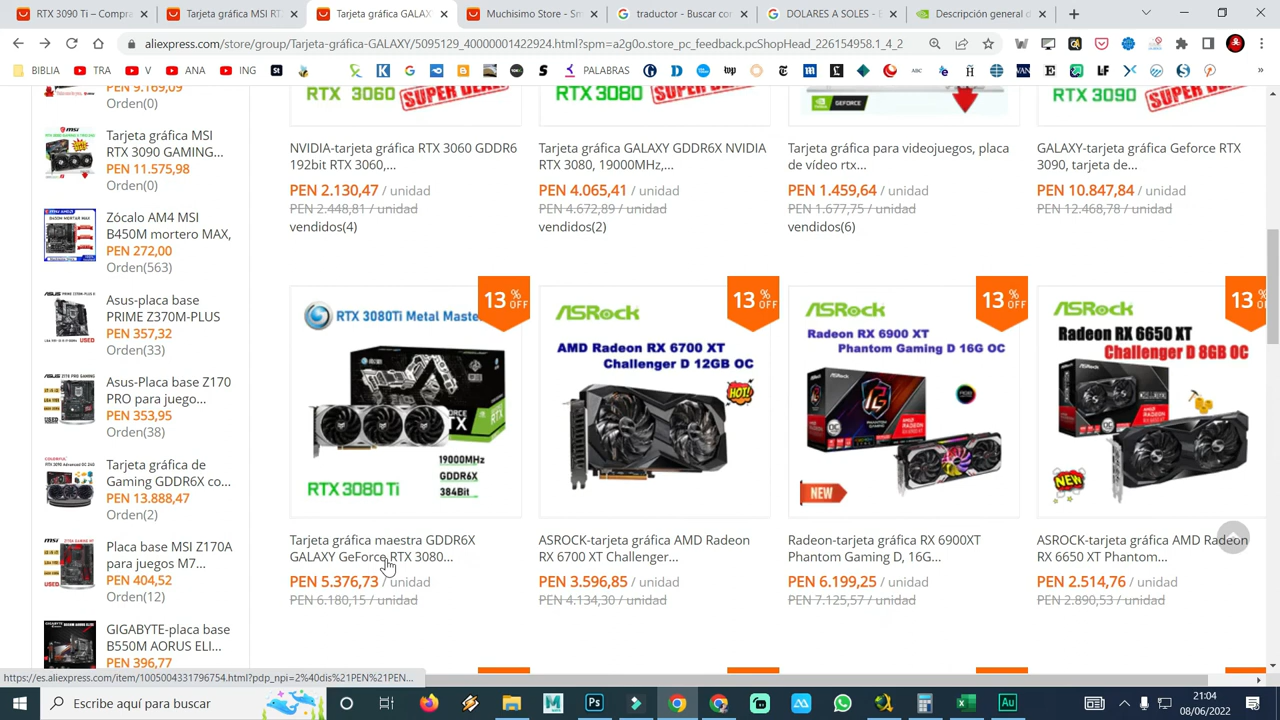 AliExpress MSI RT
Tarjeta gráfica MSI RT
Tarjeta gráfica GALAX
traductor - Buscar con
DOLARES A SOLES -
Descripción general d
aliexpress.com/store/group/Tarjeta-gráfica-GALAXY/5695129_40000001422924.html?spm=a2g0o.store_pc_feedback.pcShopHead_226154958.1_4_2
BIBLIA
TRA
V
ANA
ING
PALABRAS
PEN 9.189,09
Orden(0)
Tarjeta gráfica MSI
RTX 3090 GAMING...
PEN 11.575,98
Orden(0)
Zócalo AM4 MSI
B450M mortero MAX,
PEN 272,00
Orden(563)
Asus-placa base
PRIME Z370M-PLUS
PEN 357,32
Orden(33)
Asus-Placa base Z170
PRO para juego...
PEN 353,95
Orden(38)
Tarjeta gráfica de
Gaming GDDR6X co...
PEN 13.888,47
Orden(2)
Placa base MSI Z170A
para juegos M7...
PEN 404,52
Orden(12)
GIGABYTE-placa base
B550M AORUS ELI...
PEN 396,77
RTX 3060
SUPER DEAL
RTX 3080
SUPER DEAL
NVIDIA
GEFORCE
RTX 3090
SUPER DEAL
NVIDIA-tarjeta gráfica RTX 3060 GDDR6
192bit RTX 3060,...
PEN 2.130,47 / unidad
PEN 2.448,81 / unidad
vendidos(4)
Tarjeta gráfica GALAXY GDDR6X NVIDIA
RTX 3080, 19000MHz,...
PEN 4.065,41 / unidad
PEN 4.672,89 / unidad
vendidos(2)
Tarjeta gráfica para videojuegos, placa
de vídeo rtx...
PEN 1.459,64 / unidad
PEN 1.677,75 / unidad
vendidos(6)
GALAXY-tarjeta gráfica Geforce RTX
3090, tarjeta de...
PEN 10.847,84 / unidad
PEN 12.468,78 / unidad
13 % OFF
RTX 3080Ti Metal Maste
19000MHz
GDDR6X
384Bit
RTX 3080 Ti
13 % OFF
ASRock
AMD Radeon RX 6700 XT
Challenger D 12GB OC
HOT!
13 % OFF
ASRock
Radeon RX 6900 XT
Phantom Gaming D 16G OC
NEW
13 % OFF
ASRock
Radeon RX 6650 XT
Challenger D 8GB OC
NEW
Tarjeta gráfica maestra GDDR6X
GALAXY GeForce RTX 3080...
PEN 5.376,73 / unidad
PEN 6.180,15 / unidad
ASROCK-tarjeta gráfica AMD Radeon
RX 6700 XT Challenger...
PEN 3.596,85 / unidad
PEN 4.134,30 / unidad
Radeon-tarjeta gráfica RX 6900XT
Phantom Gaming D, 16G...
PEN 6.199,25 / unidad
PEN 7.125,57 / unidad
ASROCK-tarjeta gráfica AMD Radeon
RX 6650 XT Phantom...
PEN 2.514,76 / unidad
PEN 2.890,53 / unidad
https://es.aliexpress.com/item/1005004331796754.html?pdp_npi=2%40dis%21PEN%21PEN...
Escribe aquí para buscar
21:04
08/06/2022